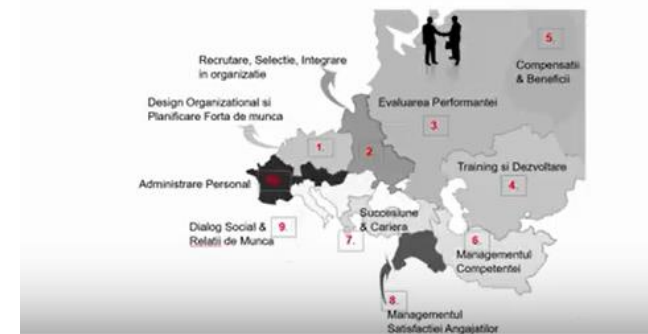 5.
Compensatii
& Beneficii
Recrutare, Selectie, Integrare
in organizatie
Design Organizational si
Planificare Forta de munca
Evaluarea Performantei
3.
1.
2
Training si Dezvoltare
4.
Administrare Personal
Dialog Social &
Relatii de Munca
9.
Succesiune
& Cariera
7.
6.
Managementul
Competentei
8.
Managementul
Satisfactiei Angajatilor